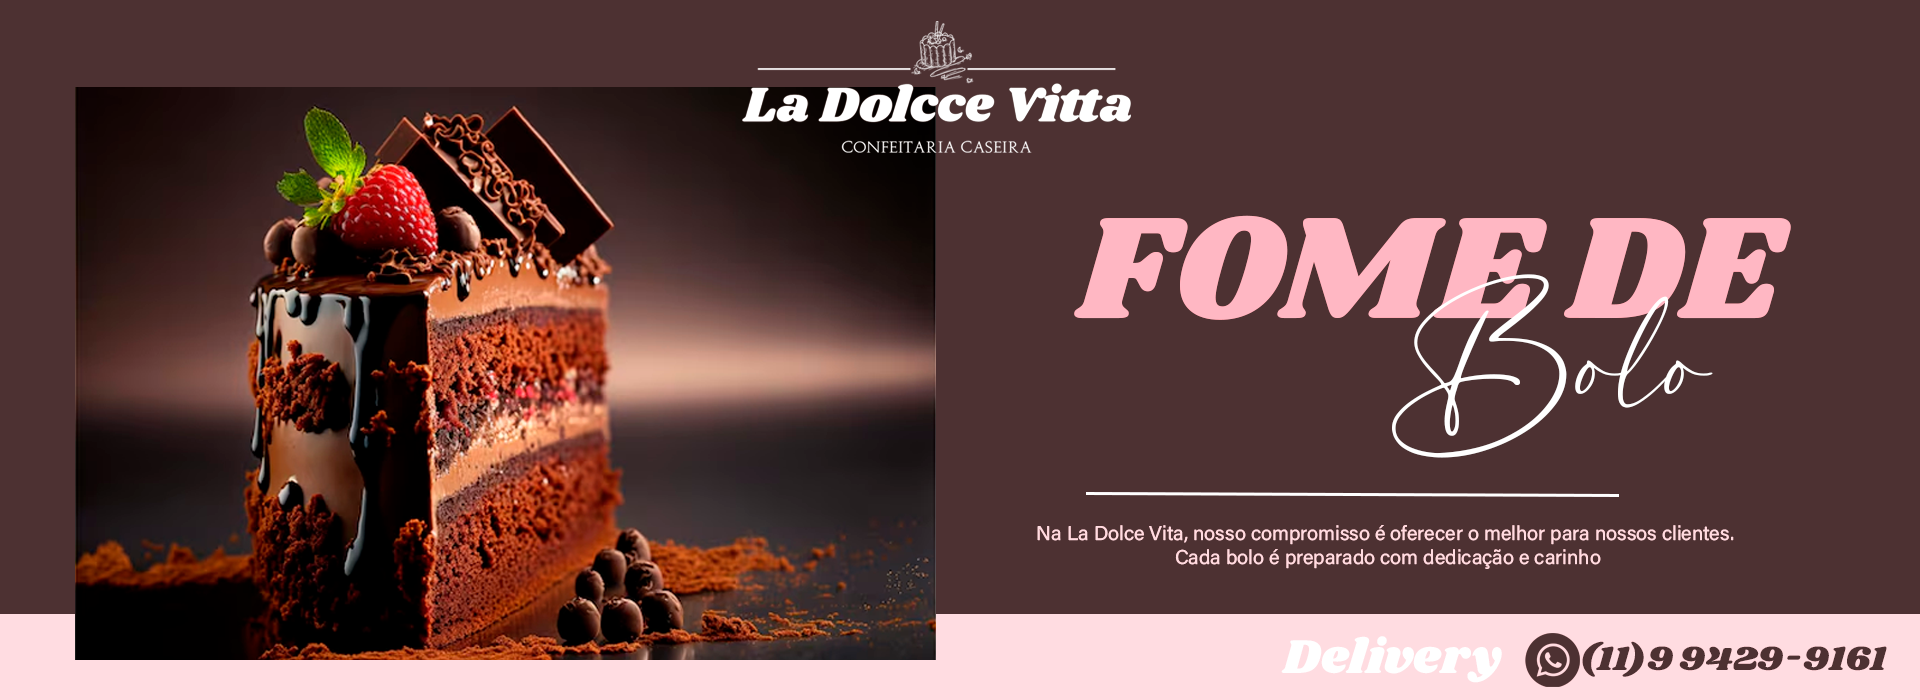 La Dolcce Vitta
CONFEITARIA CASEIRA
FOME DE
Bolo
Na La Dolce Vita, nosso compromisso é oferecer o melhor para nossos clientes.
Cada bolo é preparado com dedicação e carinho
Delivery (11) 9 9429-9161